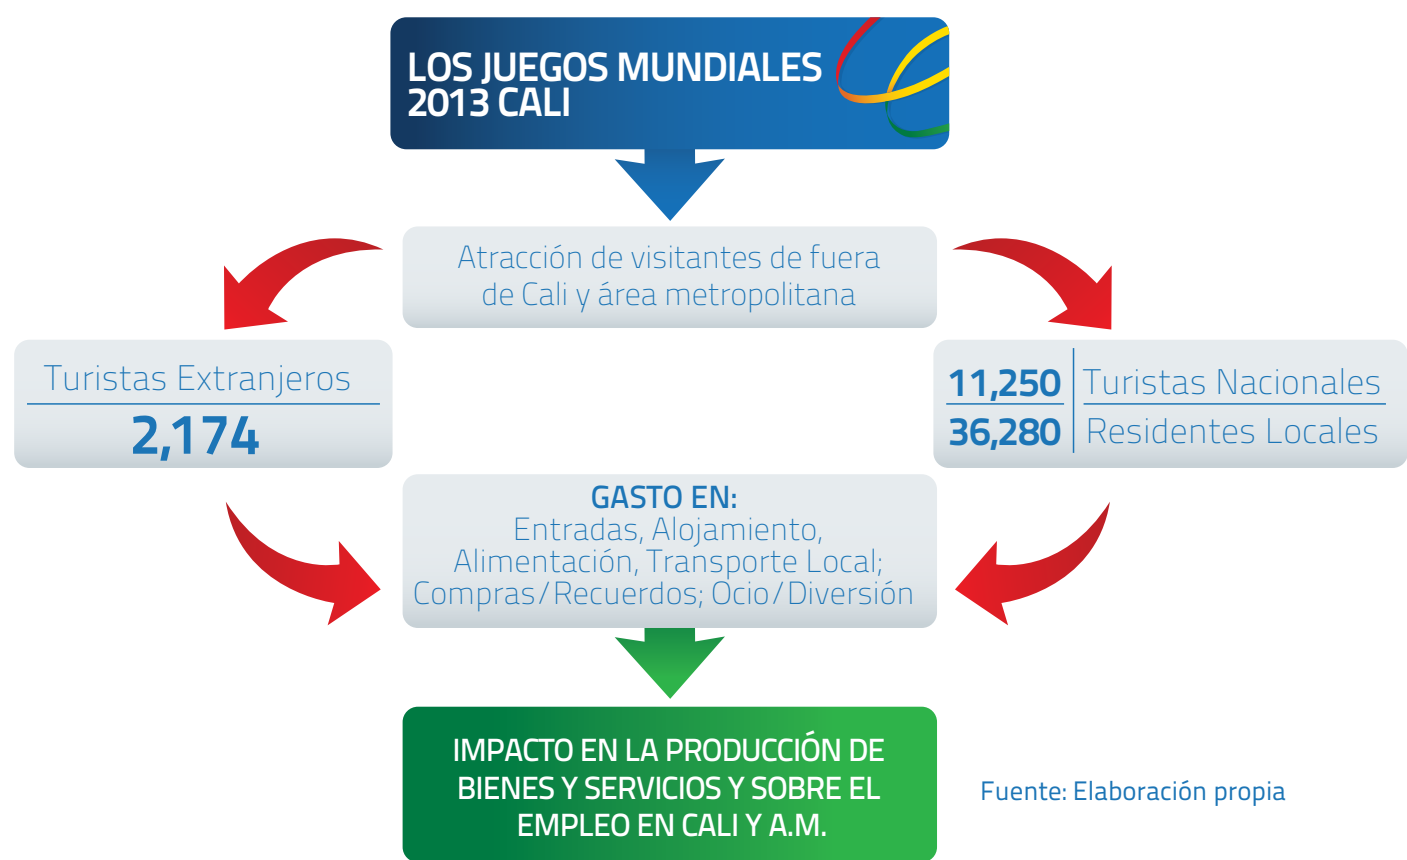 LOS JUEGOS MUNDIALES
2013 CALI
Atracción de visitantes de fuera
de Cali y área metropolitana
Turistas Extranjeros
2,174
11,250 Turistas Nacionales
36,280 Residentes Locales
GASTO EN:
Entradas, Alojamiento,
Alimentación, Transporte Local;
Compras/Recuerdos; Ocio/Diversión
IMPACTO EN LA PRODUCCIÓN DE
BIENES Y SERVICIOS Y SOBRE EL
EMPLEO EN CALI Y A.M.
Fuente: Elaboración propia